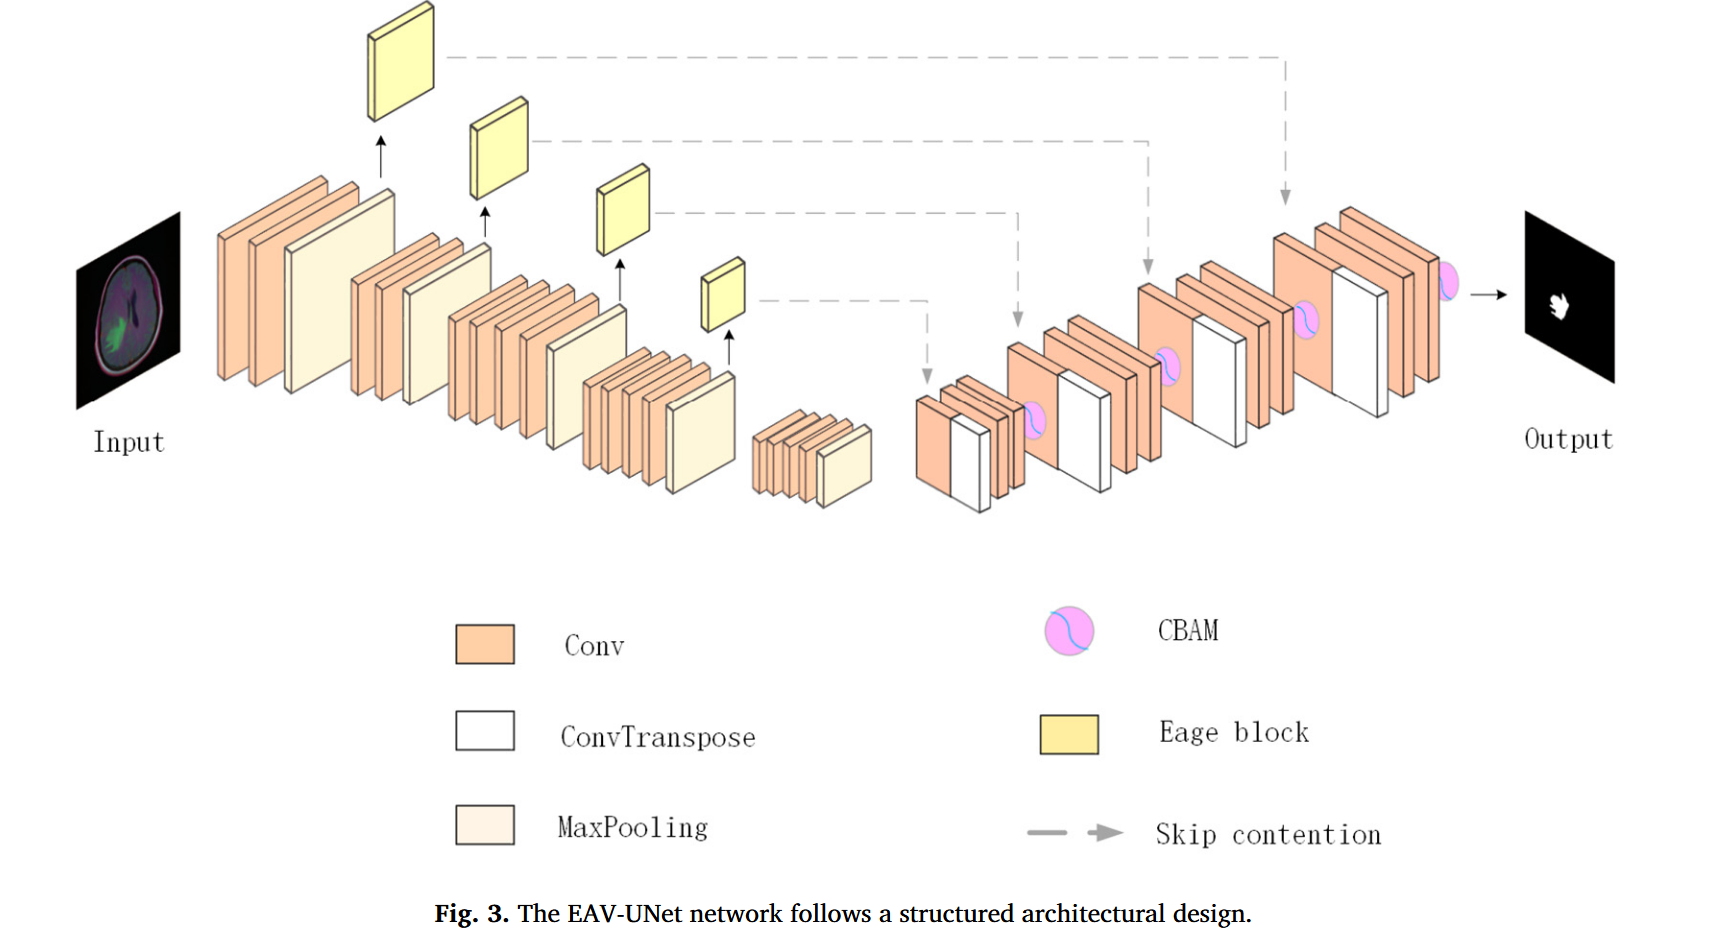 Input
Output
Conv
CBAM
ConvTranspose
Eage block
MaxPooling
Skip contention
Fig. 3. The EAV-UNet network follows a structured architectural design.